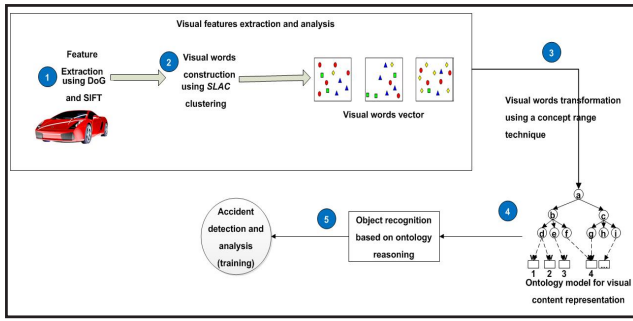 Visual features extraction and analysis
1
Feature
Extraction
using DoG
and SIFT
2
Visual words
construction
using SLAC
clustering
Visual words vector
3
Visual words transformation
using a concept range
technique
a
b
c
d
e
f
g
h
i
1
2
3
4
...
Ontology model for visual
content representation
4
Object recognition
based on ontology
reasoning
5
Accident
detection and
analysis
(training)